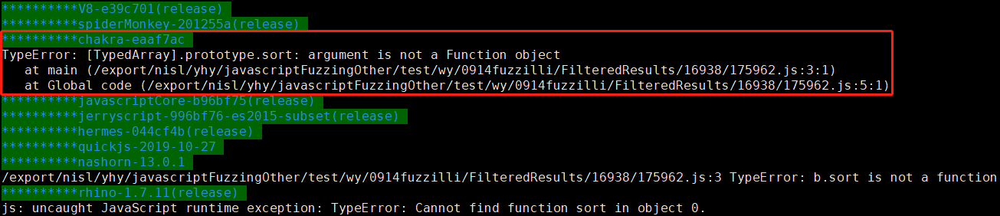 **********V8-e39c701(release)
**********spiderMonkey-201255a(release)
**********chakra-eaaf7ac
TypeError: [TypedArray].prototype.sort: argument is not a Function object
   at main (/export/nisl/yhy/javascriptFuzzingOther/test/wy/0914fuzzilli/FilteredResults/16938/175962.js:3:1)
   at Global code (/export/nisl/yhy/javascriptFuzzingOther/test/wy/0914fuzzilli/FilteredResults/16938/175962.js:5:1)
**********javascriptCore-b96bf75(release)
**********jerryscript-996bf76-es2015-subset(release)
**********hermes-044cf4b(release)
**********quickjs-2019-10-27
**********nashorn-13.0.1
/export/nisl/yhy/javascriptFuzzingOther/test/wy/0914fuzzilli/FilteredResults/16938/175962.js:3 TypeError: b.sort is not a function
**********rhino-1.7.11(release)
js: uncaught JavaScript runtime exception: TypeError: Cannot find function sort in object 0.